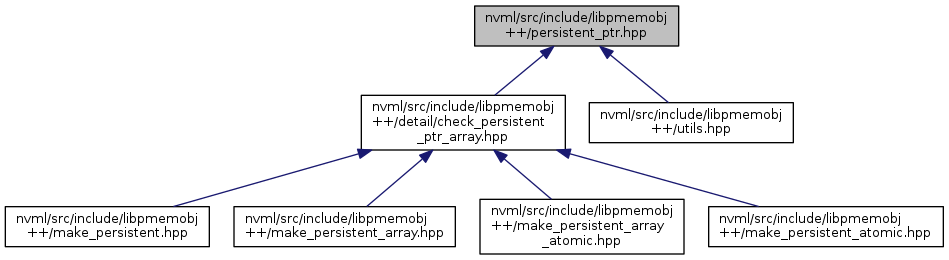 nvml/src/include/libpmemobj
++/persistent_ptr.hpp
nvml/src/include/libpmemobj
++/detail/check_persistent
_ptr_array.hpp
nvml/src/include/libpmemobj
++/utils.hpp
nvml/src/include/libpmemobj
++/make_persistent.hpp
nvml/src/include/libpmemobj
++/make_persistent_array.hpp
nvml/src/include/libpmemobj
++/make_persistent_array
_atomic.hpp
nvml/src/include/libpmemobj
++/make_persistent_atomic.hpp